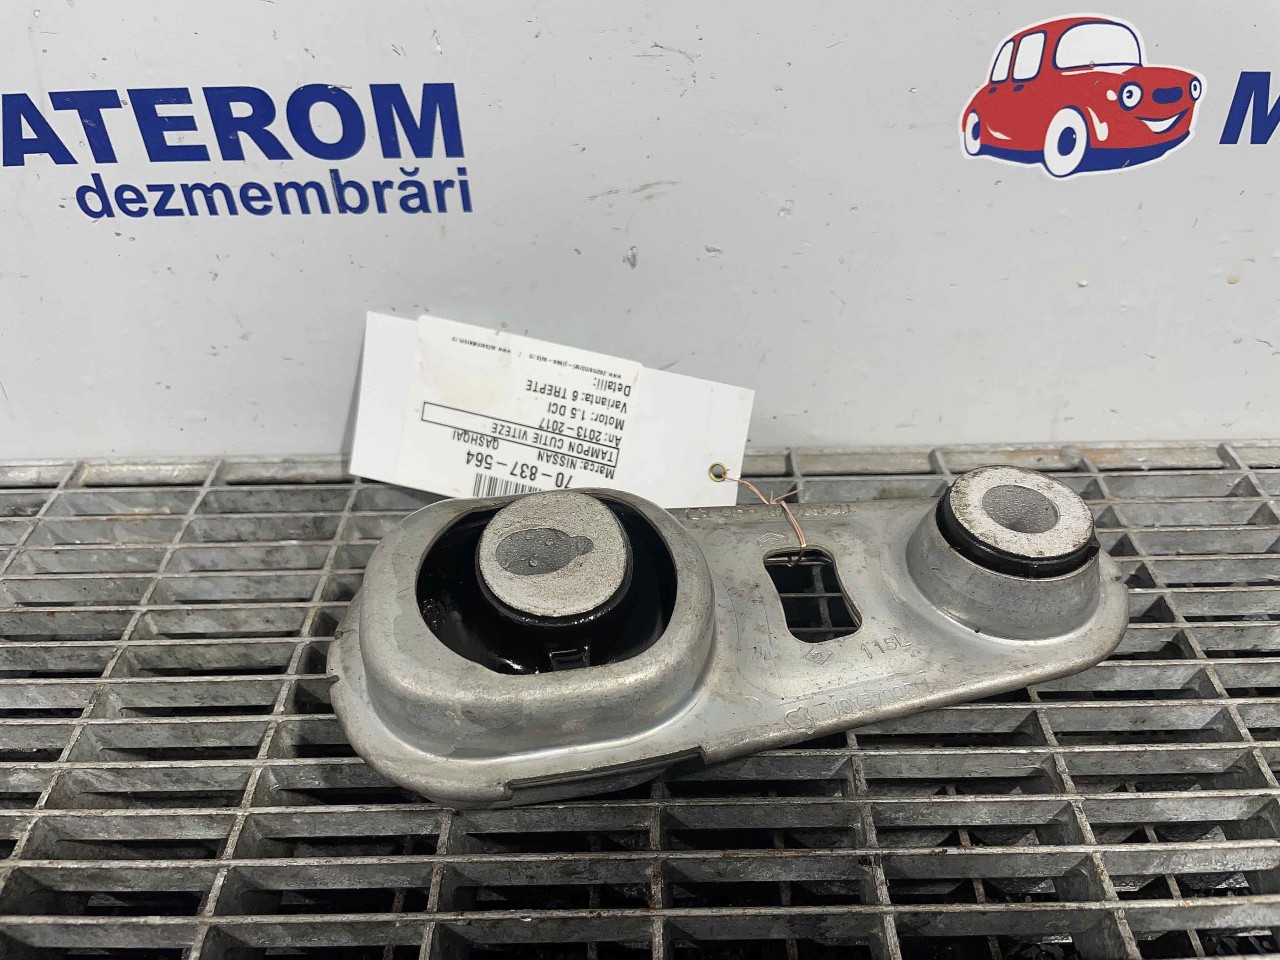 ATEROM
dezmembrări
M
70-837-564
Marca: NISSAN QASHQAI
TAMPON CUTIE VITEZE
An: 2013-2017
Motor: 1.5 DCI
Varianta: 6 TREPTE
Detalii:
115L